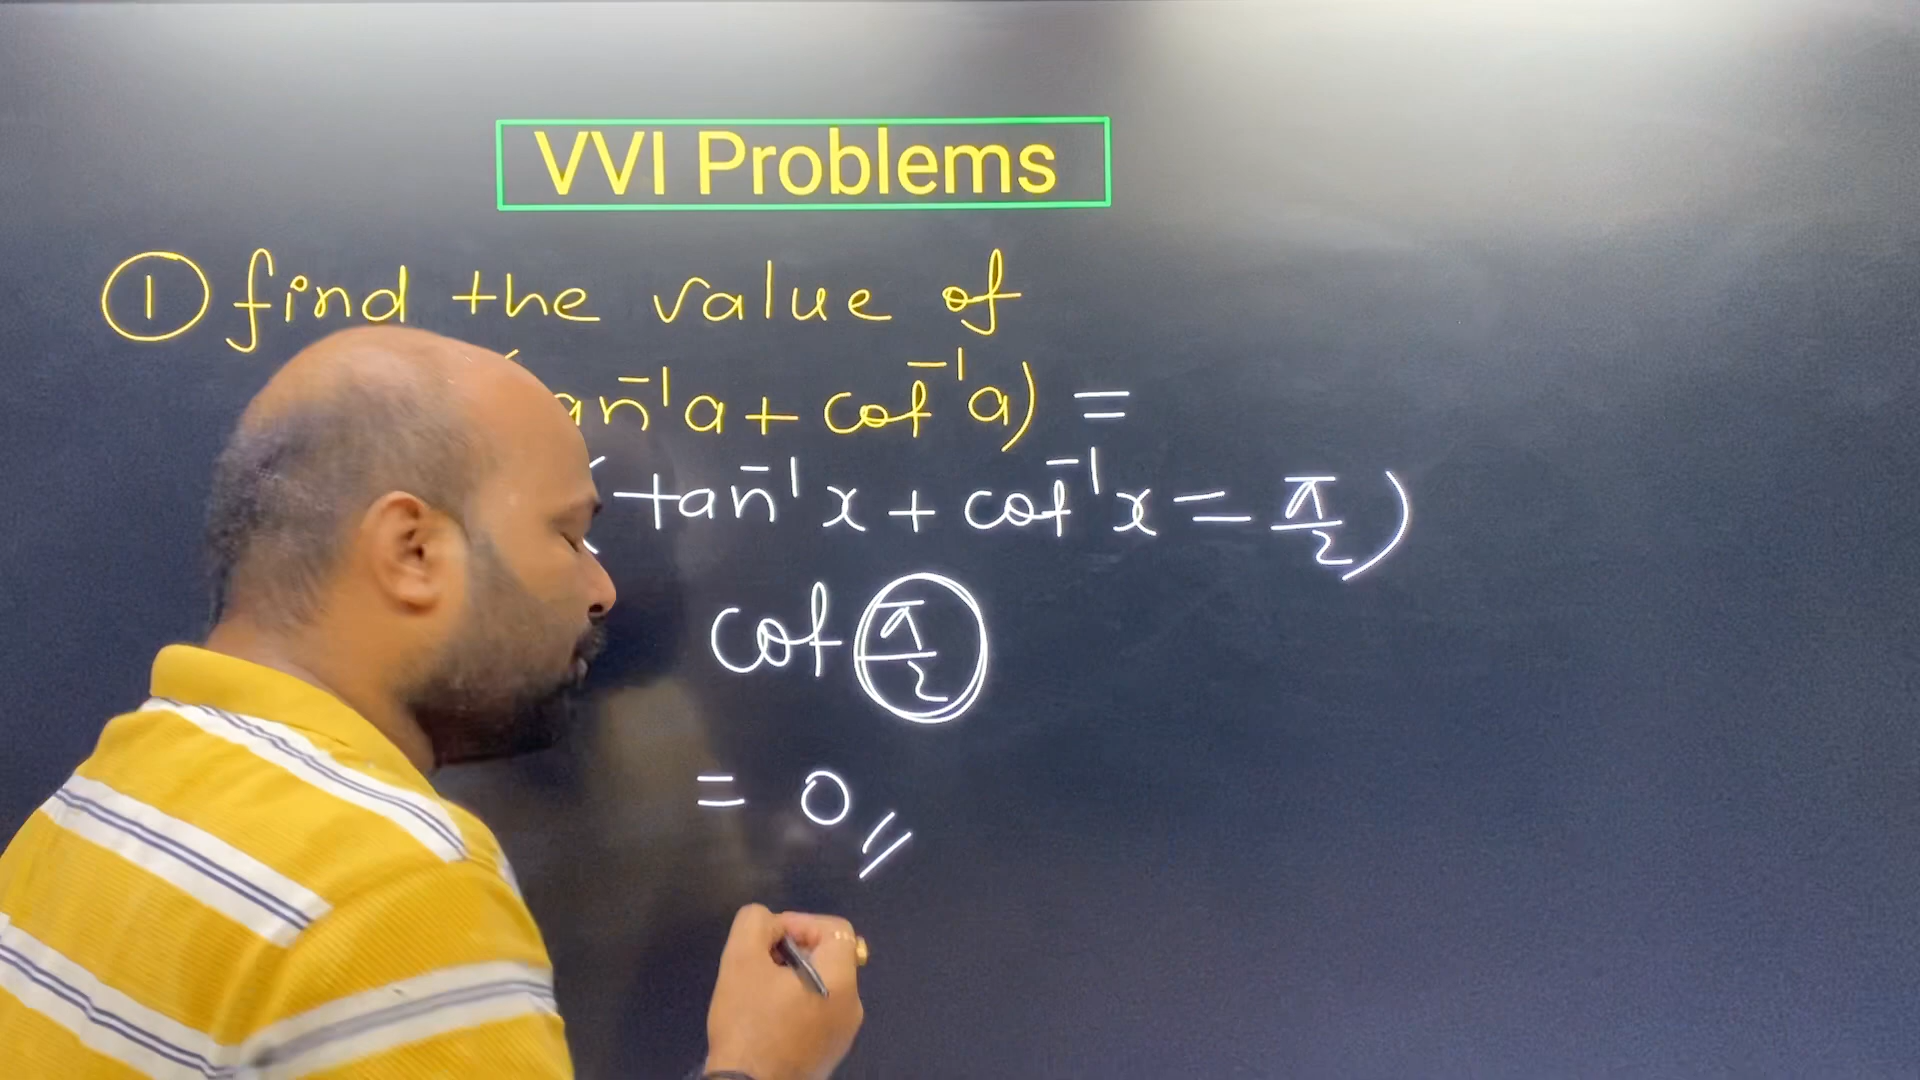 VVI Problems
① find the value of
an⁻¹a + cot⁻¹a) =
( tan⁻¹x + cot⁻¹x = π/2 )
cot π/2
= 0 //